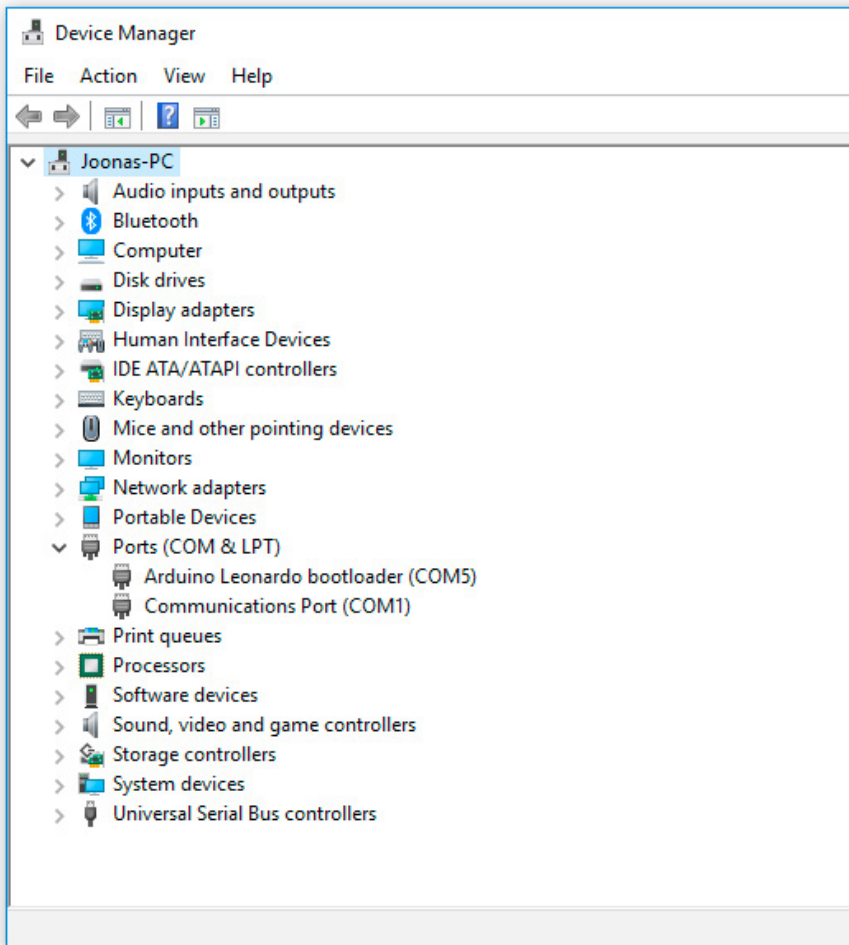 Device Manager
File Action View Help
Joonas-PC
Audio inputs and outputs
Bluetooth
Computer
Disk drives
Display adapters
Human Interface Devices
IDE ATA/ATAPI controllers
Keyboards
Mice and other pointing devices
Monitors
Network adapters
Portable Devices
Ports (COM & LPT)
Arduino Leonardo bootloader (COM5)
Communications Port (COM1)
Print queues
Processors
Software devices
Sound, video and game controllers
Storage controllers
System devices
Universal Serial Bus controllers